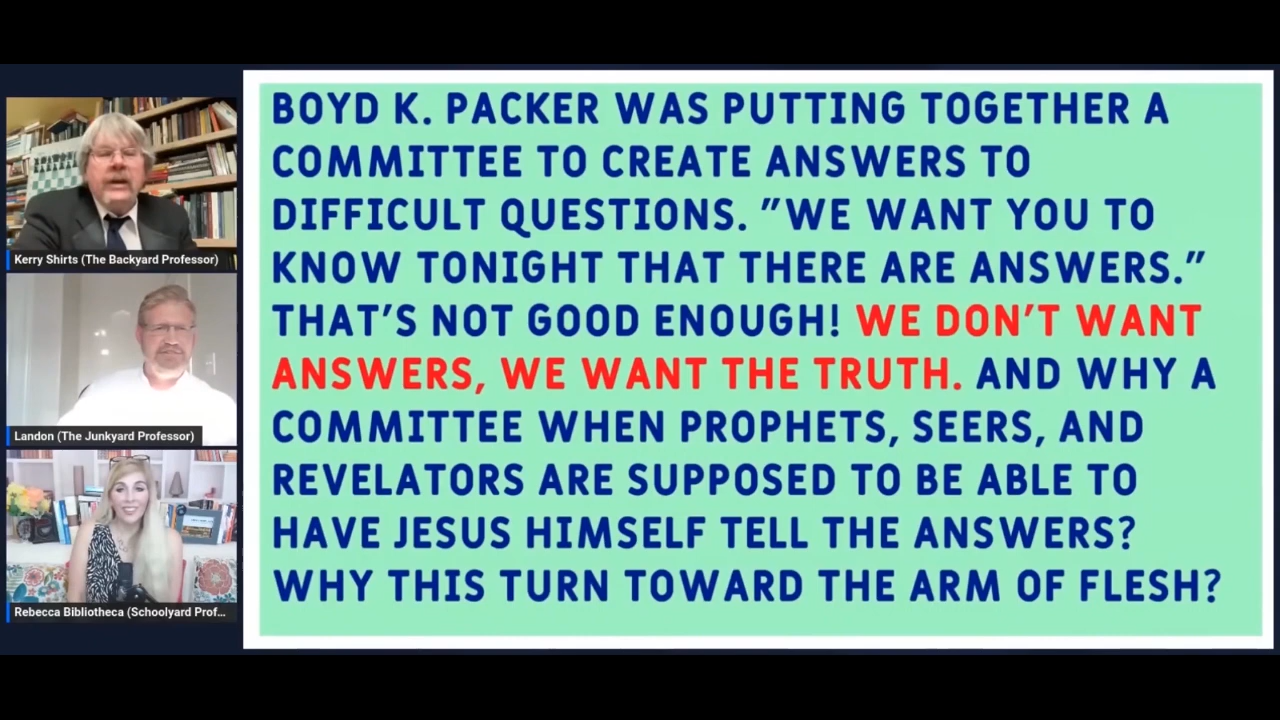 BOYD K. PACKER WAS PUTTING TOGETHER A
COMMITTEE TO CREATE ANSWERS TO
DIFFICULT QUESTIONS. "WE WANT YOU TO
KNOW TONIGHT THAT THERE ARE ANSWERS."
THAT'S NOT GOOD ENOUGH! WE DON'T WANT
ANSWERS, WE WANT THE TRUTH. AND WHY A
COMMITTEE WHEN PROPHETS, SEERS, AND
REVELATORS ARE SUPPOSED TO BE ABLE TO
HAVE JESUS HIMSELF TELL THE ANSWERS?
WHY THIS TURN TOWARD THE ARM OF FLESH?
Kerry Shirts (The Backyard Professor)
Landon (The Junkyard Professor)
Rebecca Bibliotheca (Schoolyard Prof...